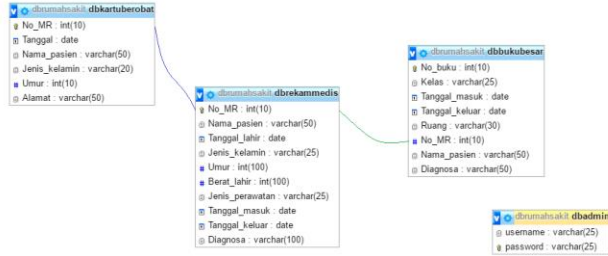 dbrumahsakit dbkartuberobat
No_MR : int(10)
Tanggal : date
Nama_pasien : varchar(50)
Jenis_kelamin : varchar(20)
Umur : int(10)
Alamat : varchar(50)
dbrumahsakit dbrekammedis
No_MR : int(10)
Nama_pasien : varchar(50)
Tanggal_lahir : date
Jenis_kelamin : varchar(25)
Umur : int(100)
Berat_lahir : int(100)
Jenis_perawatan : varchar(25)
Tanggal_masuk : date
Tanggal_keluar : date
Diagnosa : varchar(100)
dbrumahsakit dbbukubesar
No_buku : int(10)
Kelas : varchar(25)
Tanggal_masuk : date
Tanggal_keluar : date
Ruang : varchar(30)
No_MR : int(10)
Nama_pasien : varchar(50)
Diagnosa : varchar(50)
dbrumahsakit dbadmin
username : varchar(25)
password : varchar(25)